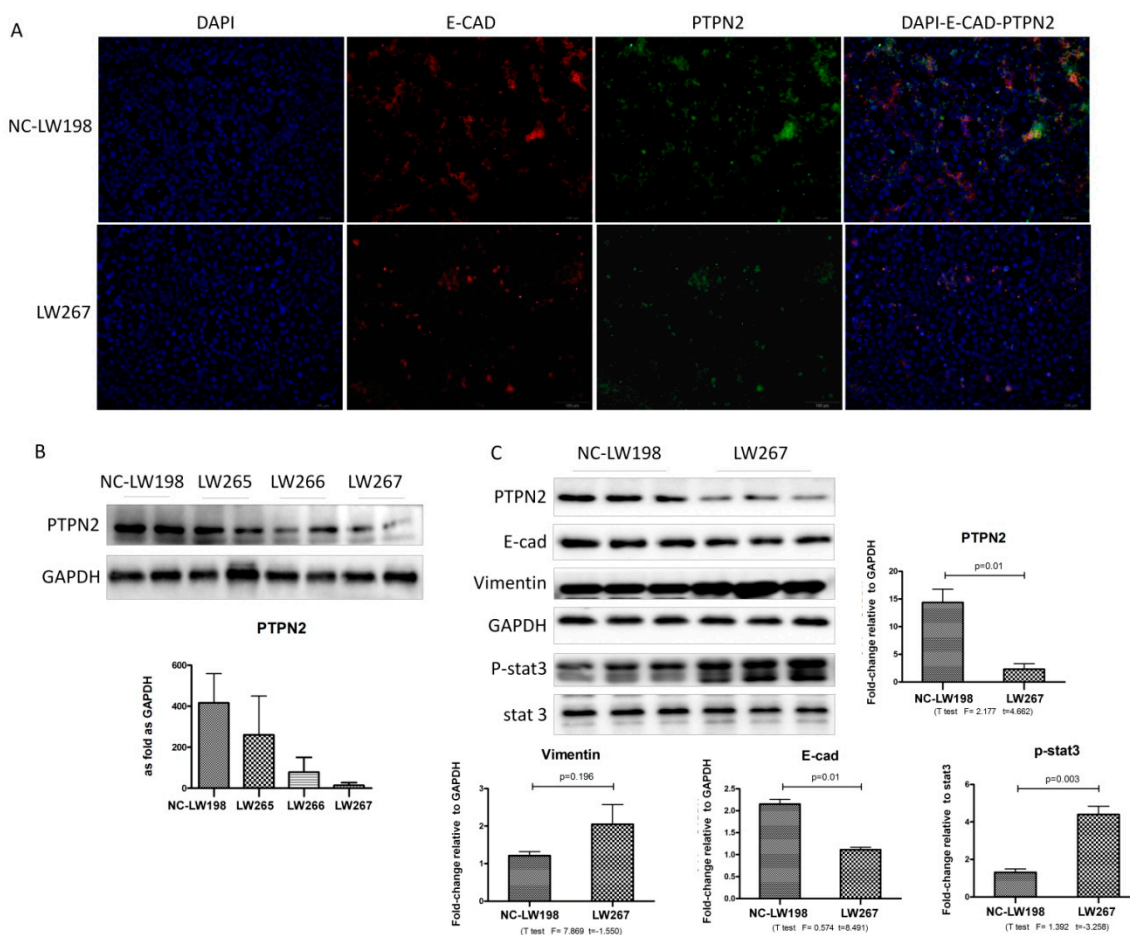 A
DAPI E-CAD PTPN2 DAPI-E-CAD-PTPN2
NC-LW198
LW267
B
NC-LW198 LW265 LW266 LW267
PTPN2
GAPDH
PTPN2
as fold as GAPDH
600
400
200
0
NC-LW198 LW265 LW266 LW267
C
NC-LW198 LW267
PTPN2
E-cad
Vimentin
GAPDH
P-stat3
stat 3
PTPN2
p=0.01
Fold-change relative to GAPDH
20
15
10
5
0
NC-LW198 LW267
(T test F= 2.177 t=4.662)
Vimentin
p=0.196
Fold-change relative to GAPDH
3
2
1
0
NC-LW198 LW267
(T test F= 7.869 t=-1.550)
E-cad
p=0.01
Fold-change relative to GAPDH
2.5
2.0
1.5
1.0
0.5
0.0
NC-LW198 LW267
(T test F= 0.574 t=8.491)
p-stat3
p=0.003
Fold-change relative to stat3
6
4
2
0
NC-LW198 LW267
(T test F= 1.392 t=-3.258)